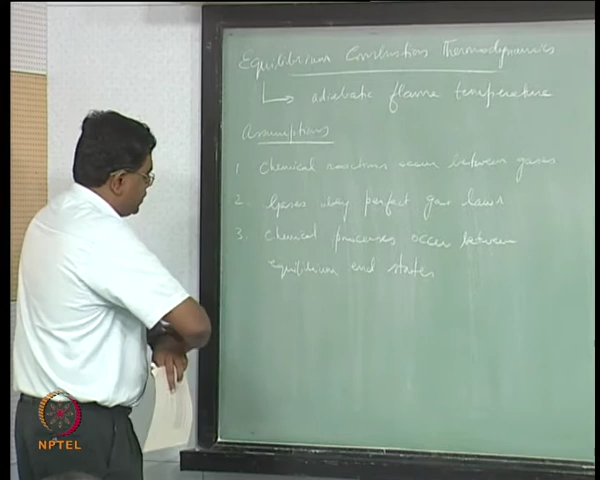 Equilibrium Combustion Thermodynamics
adiabatic flame temperature
Assumptions
1 Chemical reactions occur between gases
2. Gases obey perfect gas laws
3. Chemical processes occur between
equilibrium end states
NPTEL